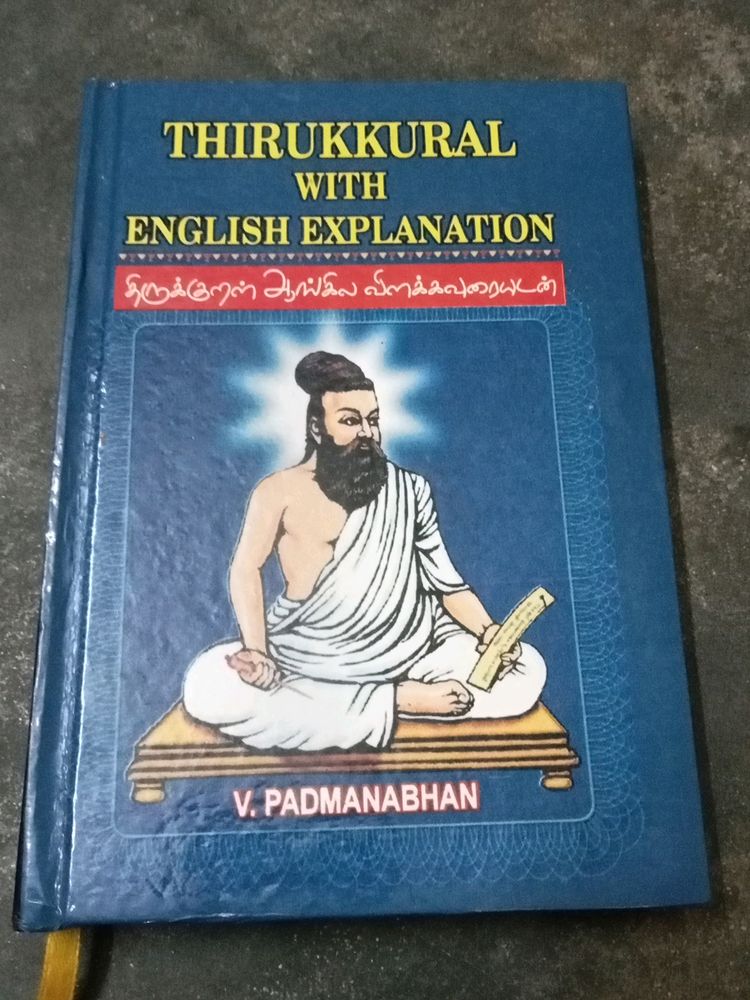 THIRUKKURAL
WITH
ENGLISH EXPLANATION
திருக்குறள் ஆங்கில விளக்கவுரையுடன்
V. PADMANABHAN